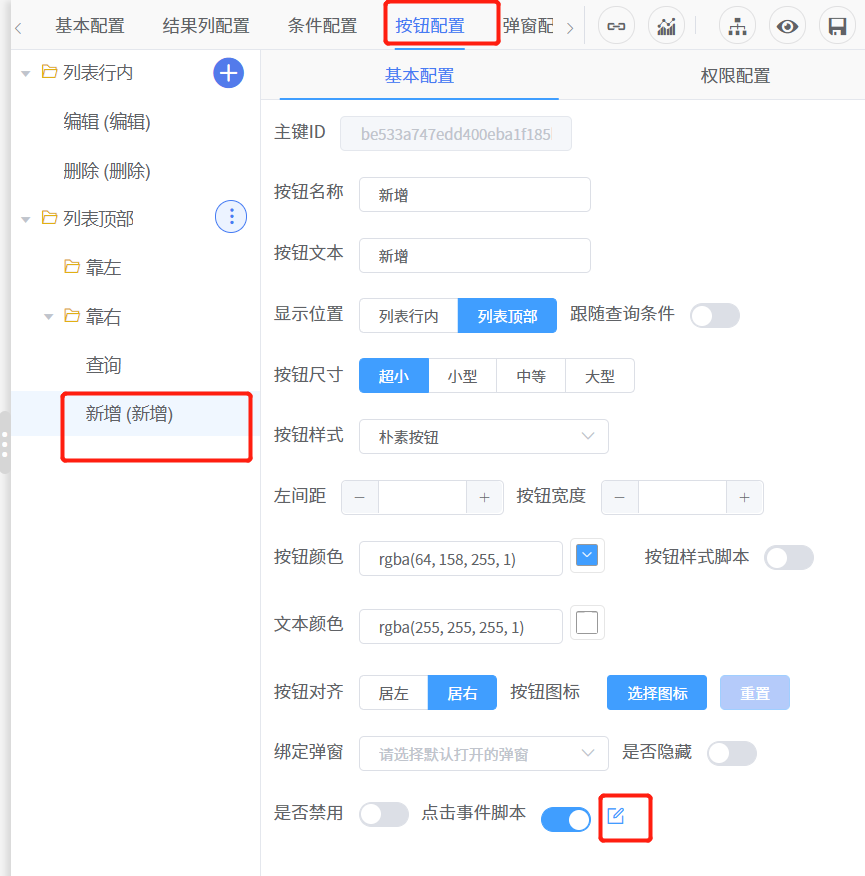 基本配置 结果列配置 条件配置 按钮配置 弹窗配
列表行内
编辑 (编辑)
删除 (删除)
列表顶部
靠左
靠右
查询
新增 (新增)
基本配置 权限配置
主键ID be533a747edd400eba1f185
按钮名称 新增
按钮文本 新增
显示位置 列表行内 列表顶部 跟随查询条件
按钮尺寸 超小 小型 中等 大型
按钮样式 朴素按钮
左间距 − + 按钮宽度 − +
按钮颜色 rgba(64, 158, 255, 1) 按钮样式脚本
文本颜色 rgba(255, 255, 255, 1)
按钮对齐 居左 居右 按钮图标 选择图标 重置
绑定弹窗 请选择默认打开的弹窗 是否隐藏
是否禁用 点击事件脚本